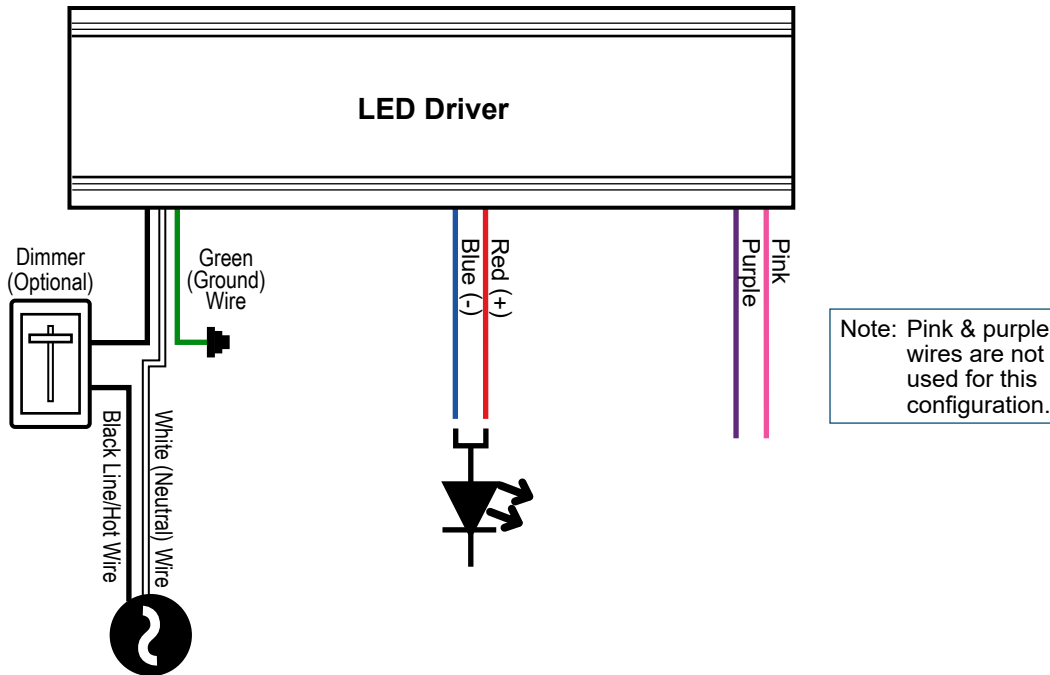 LED Driver
Dimmer
(Optional)
Green
(Ground)
Wire
Black Line/Hot Wire
White (Neutral) Wire
Blue (-)
Red (+)
Purple
Pink
Note: Pink & purple
wires are not
used for this
configuration.